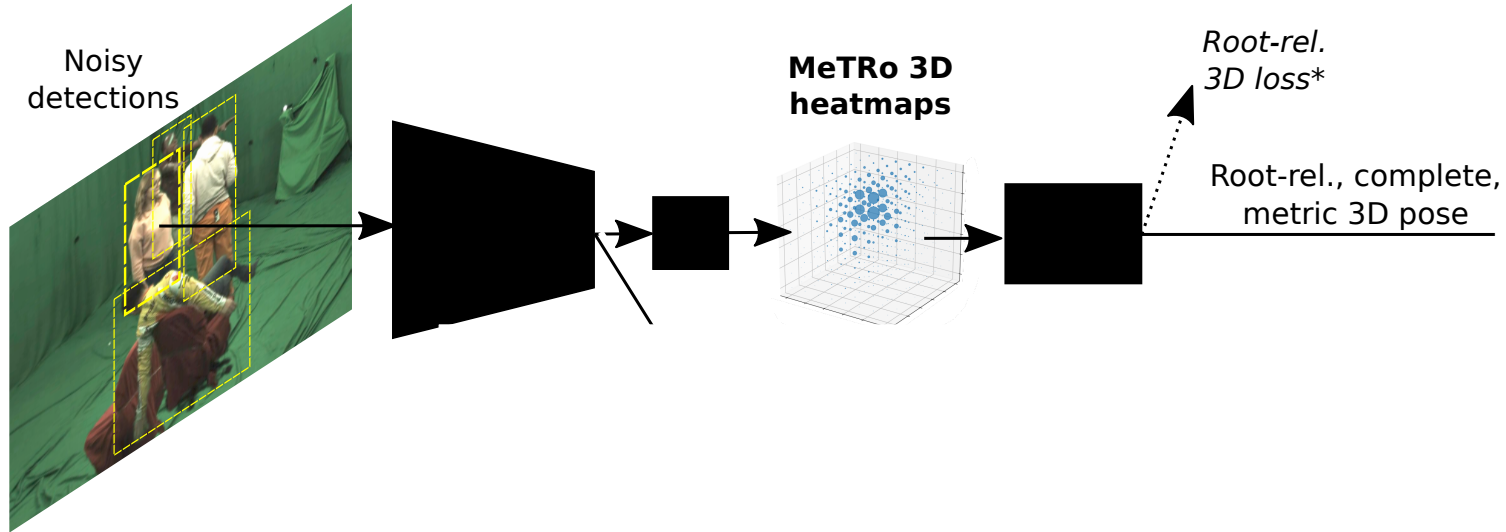 Noisy
detections
MeTRo 3D
heatmaps
Root-rel.
3D loss*
Root-rel., complete,
metric 3D pose